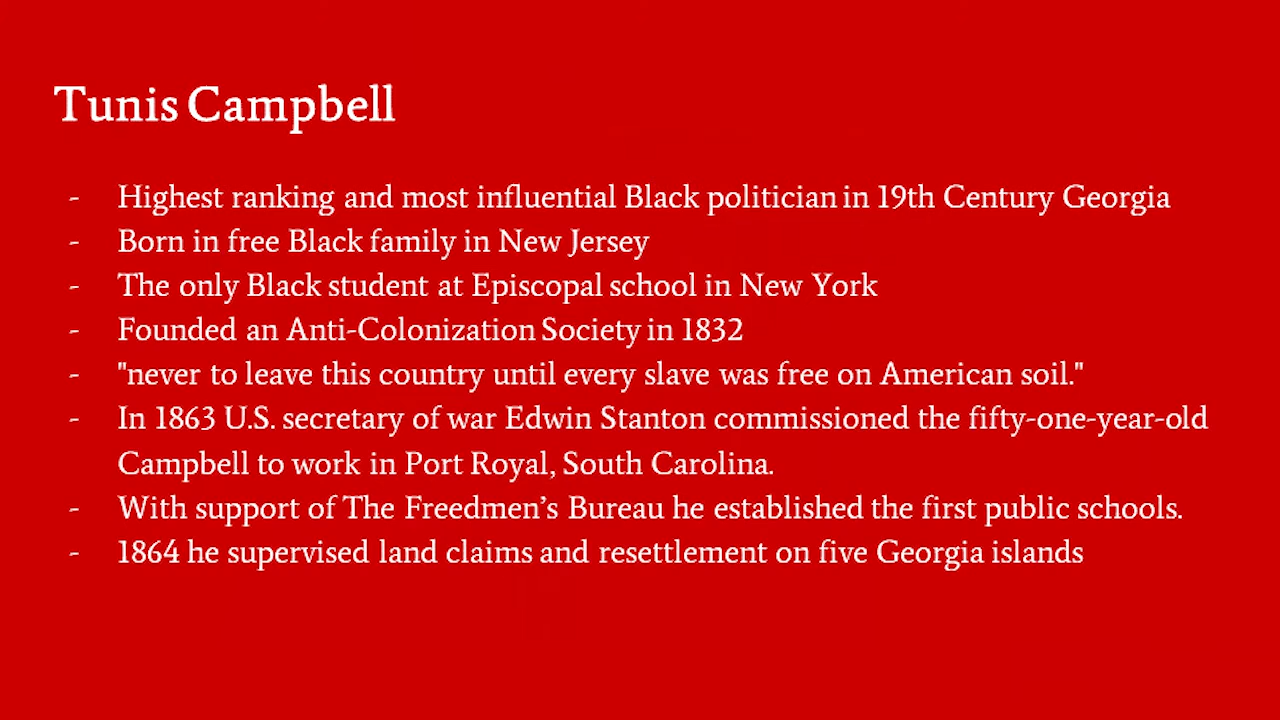 Tunis Campbell
- Highest ranking and most influential Black politician in 19th Century Georgia
- Born in free Black family in New Jersey
- The only Black student at Episcopal school in New York
- Founded an Anti-Colonization Society in 1832
- "never to leave this country until every slave was free on American soil."
- In 1863 U.S. secretary of war Edwin Stanton commissioned the fifty-one-year-old
Campbell to work in Port Royal, South Carolina.
- With support of The Freedmen’s Bureau he established the first public schools.
- 1864 he supervised land claims and resettlement on five Georgia islands